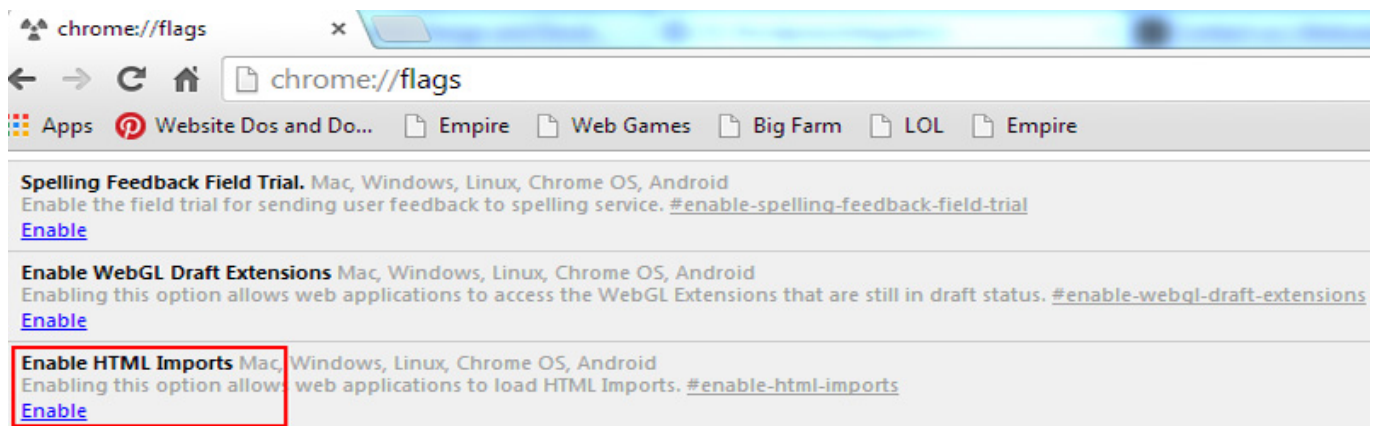 chrome://flags
chrome://flags
Apps Website Dos and Do... Empire Web Games Big Farm LOL Empire
Spelling Feedback Field Trial. Mac, Windows, Linux, Chrome OS, Android
Enable the field trial for sending user feedback to spelling service. #enable-spelling-feedback-field-trial
Enable
Enable WebGL Draft Extensions Mac, Windows, Linux, Chrome OS, Android
Enabling this option allows web applications to access the WebGL Extensions that are still in draft status. #enable-webgl-draft-extensions
Enable
Enable HTML Imports Mac, Windows, Linux, Chrome OS, Android
Enabling this option allows web applications to load HTML Imports. #enable-html-imports
Enable